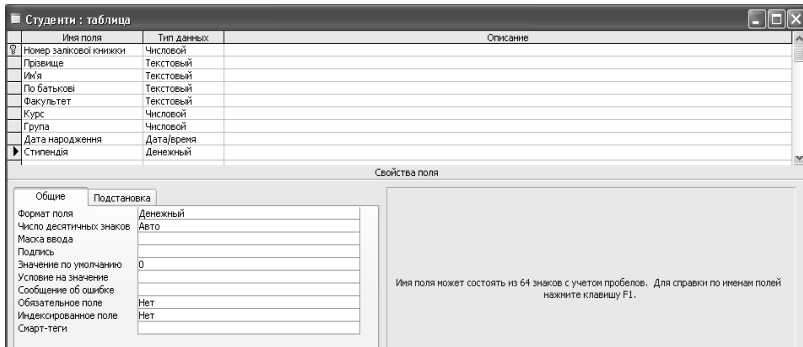 Студенти : таблица
Имя поля Тип данных Описание
Номер залікової книжки Числовой
Прізвище Текстовый
Им'я Текстовый
По батькові Текстовый
Факультет Текстовый
Курс Числовой
Група Числовой
Дата народження Дата/время
Стипендія Денежный
Свойства поля
Общие Подстановка
Формат поля Денежный
Число десятичных знаков Авто
Маска ввода
Подпись
Значение по умолчанию 0
Условие на значение
Сообщение об ошибке
Обязательное поле Нет
Индексированное поле Нет
Смарт-теги
Имя поля может состоять из 64 знаков с учетом пробелов. Для справки по именам полей
нажмите клавишу F1.